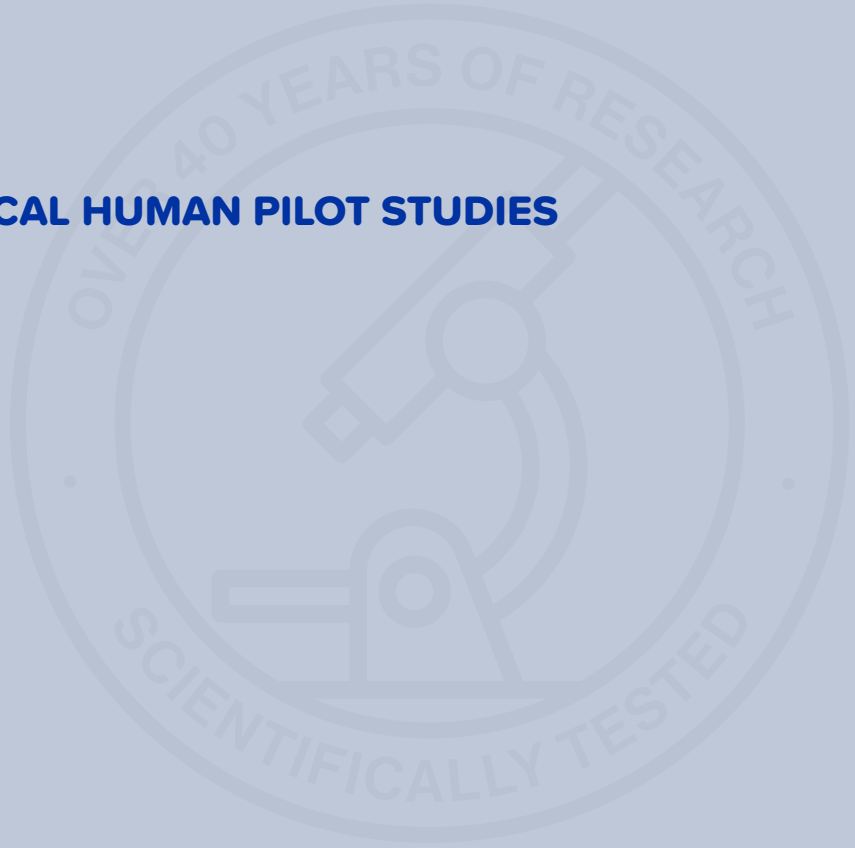 OVER 40 YEARS OF RESEARCH
CAL HUMAN PILOT STUDIES
SCIENTIFICALLY TESTED